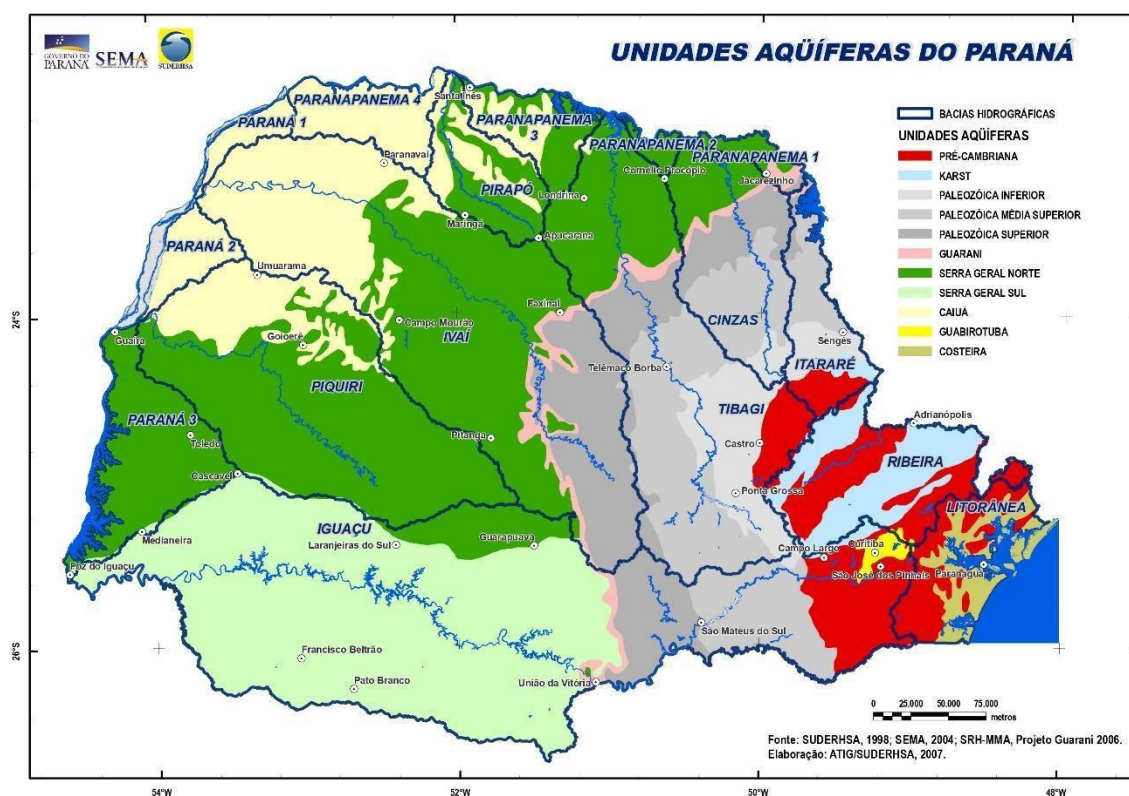 GOVERNO DO
PARANÁ
SEMA
SUDERHSA
UNIDADES AQÜÍFERAS DO PARANÁ
BACIAS HIDROGRÁFICAS
UNIDADES AQÜÍFERAS
PRÉ-CAMBRIANA
KARST
PALEOZÓICA INFERIOR
PALEOZÓICA MÉDIA SUPERIOR
PALEOZÓICA SUPERIOR
GUARANI
SERRA GERAL NORTE
SERRA GERAL SUL
CAIUÁ
GUABIROTUBA
COSTEIRA
PARANAPANEMA 4
Santa Inês
PARANÁ 1
PARANAPANEMA
3
PARANAPANEMA 2
PARANAPANEMA 1
Paranavaí
Cornélio Procópio
Jacarezinho
PIRAPÓ
Londrina
Maringá
Apucarana
PARANÁ 2
Umuarama
24°S
Faxinal
Campo Mourão
CINZAS
Guaíra
Goioerê
IVAÍ
Sengés
Telêmaco Borba
ITARARÉ
PIQUIRI
TIBAGI
PARANÁ 3
Adrianópolis
Toledo
Pitanga
Castro
RIBEIRA
Cascavel
Ponta Grossa
LITORÂNEA
IGUAÇU
Medianeira
Laranjeiras do Sul
Guarapuava
Campo Largo
Curitiba
São José dos Pinhais
Paranaguá
Foz do Iguaçu
São Mateus do Sul
26°S
Francisco Beltrão
União da Vitória
Pato Branco
0 25.000 50.000 75.000
metros
Fonte: SUDERHSA, 1998; SEMA, 2004; SRH-MMA, Projeto Guarani 2006.
Elaboração: ATIG/SUDERHSA, 2007.
54°W 52°W 50°W 48°W